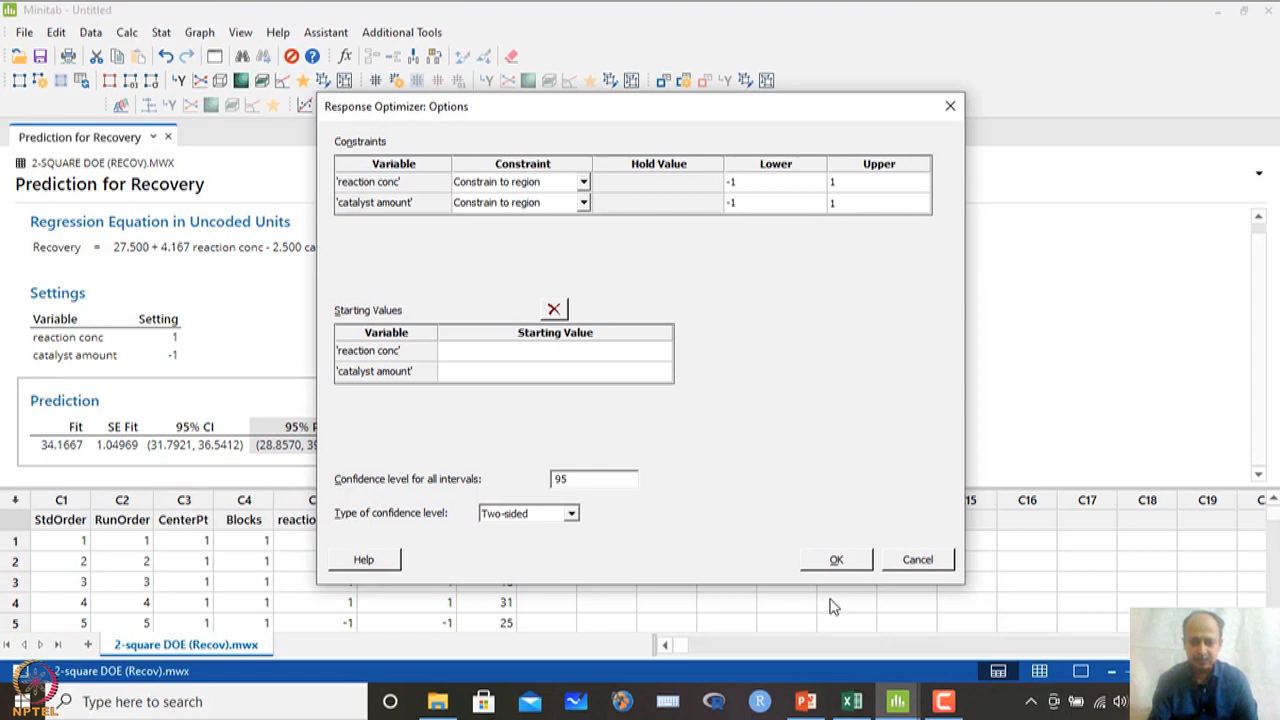 Minitab - Untitled
File Edit Data Calc Stat Graph View Help Assistant Additional Tools
Prediction for Recovery
2-SQUARE DOE (RECOV).MWX
Prediction for Recovery
Regression Equation in Uncoded Units
Recovery = 27.500 + 4.167 reaction conc - 2.500 ca
Settings
Variable Setting
reaction conc 1
catalyst amount -1
Prediction
Fit SE Fit 95% CI 95%
34.1667 1.04969 (31.7921, 36.5412) (28.8570,
Response Optimizer: Options
Constraints
Variable Constraint Hold Value Lower Upper
'reaction conc' Constrain to region -1 1
'catalyst amount' Constrain to region -1 1
Starting Values
Variable Starting Value
'reaction conc'
'catalyst amount'
Confidence level for all intervals: 95
Type of confidence level: Two-sided
Help OK Cancel
C1 C2 C3 C4 C16 C17 C18 C19
StdOrder RunOrder CenterPt Blocks reactio
1 1 1 1 1
2 2 2 1 1
3 3 3 1 1
4 4 4 1 1 1 1 31
5 5 5 1 1 -1 -1 25
2-square DOE (Recov).mwx
2-square DOE (Recov).mwx
Type here to search
NPTEL